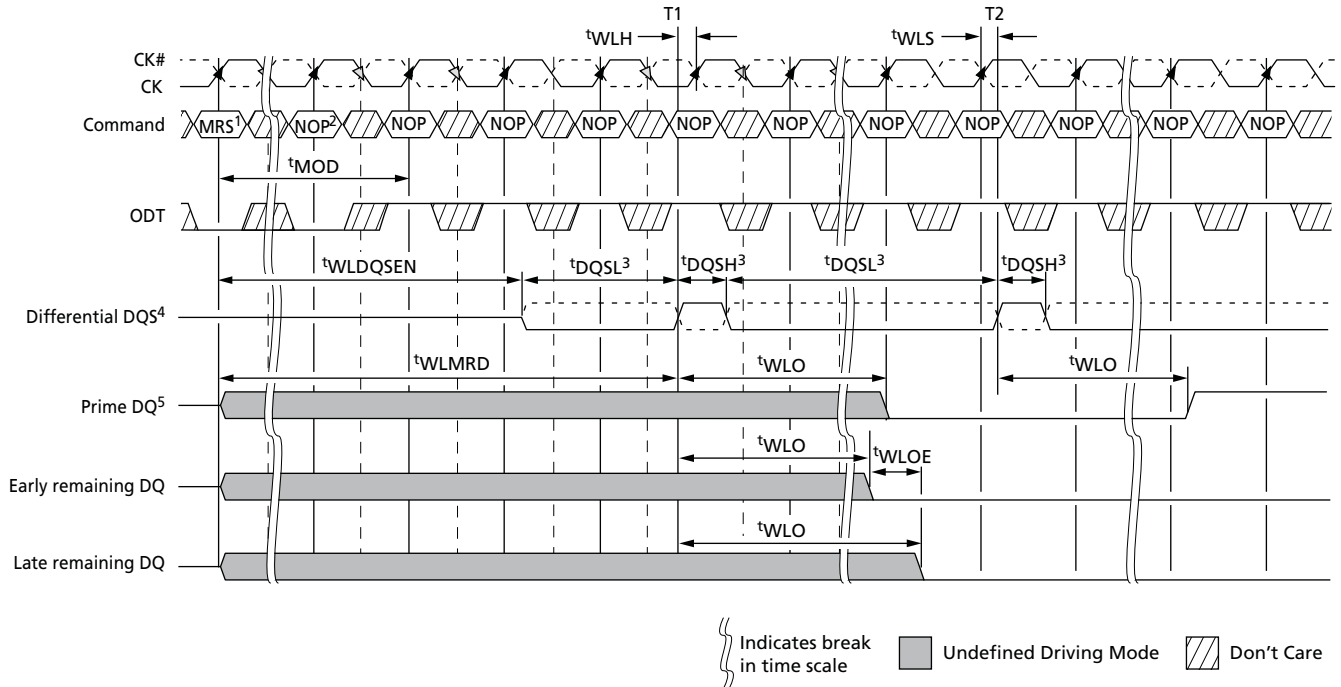 T1 T2
tWLH tWLS
CK#
CK
Command MRS1 NOP2 NOP NOP NOP NOP NOP NOP NOP NOP NOP NOP
tMOD
ODT
tWLDQSEN tDQSL3 tDQSH3 tDQSL3 tDQSH3
Differential DQS4
tWLMRD tWLO tWLO
Prime DQ5
tWLO tWLOE
Early remaining DQ
tWLO
Late remaining DQ
Indicates break
in time scale
Undefined Driving Mode
Don't Care